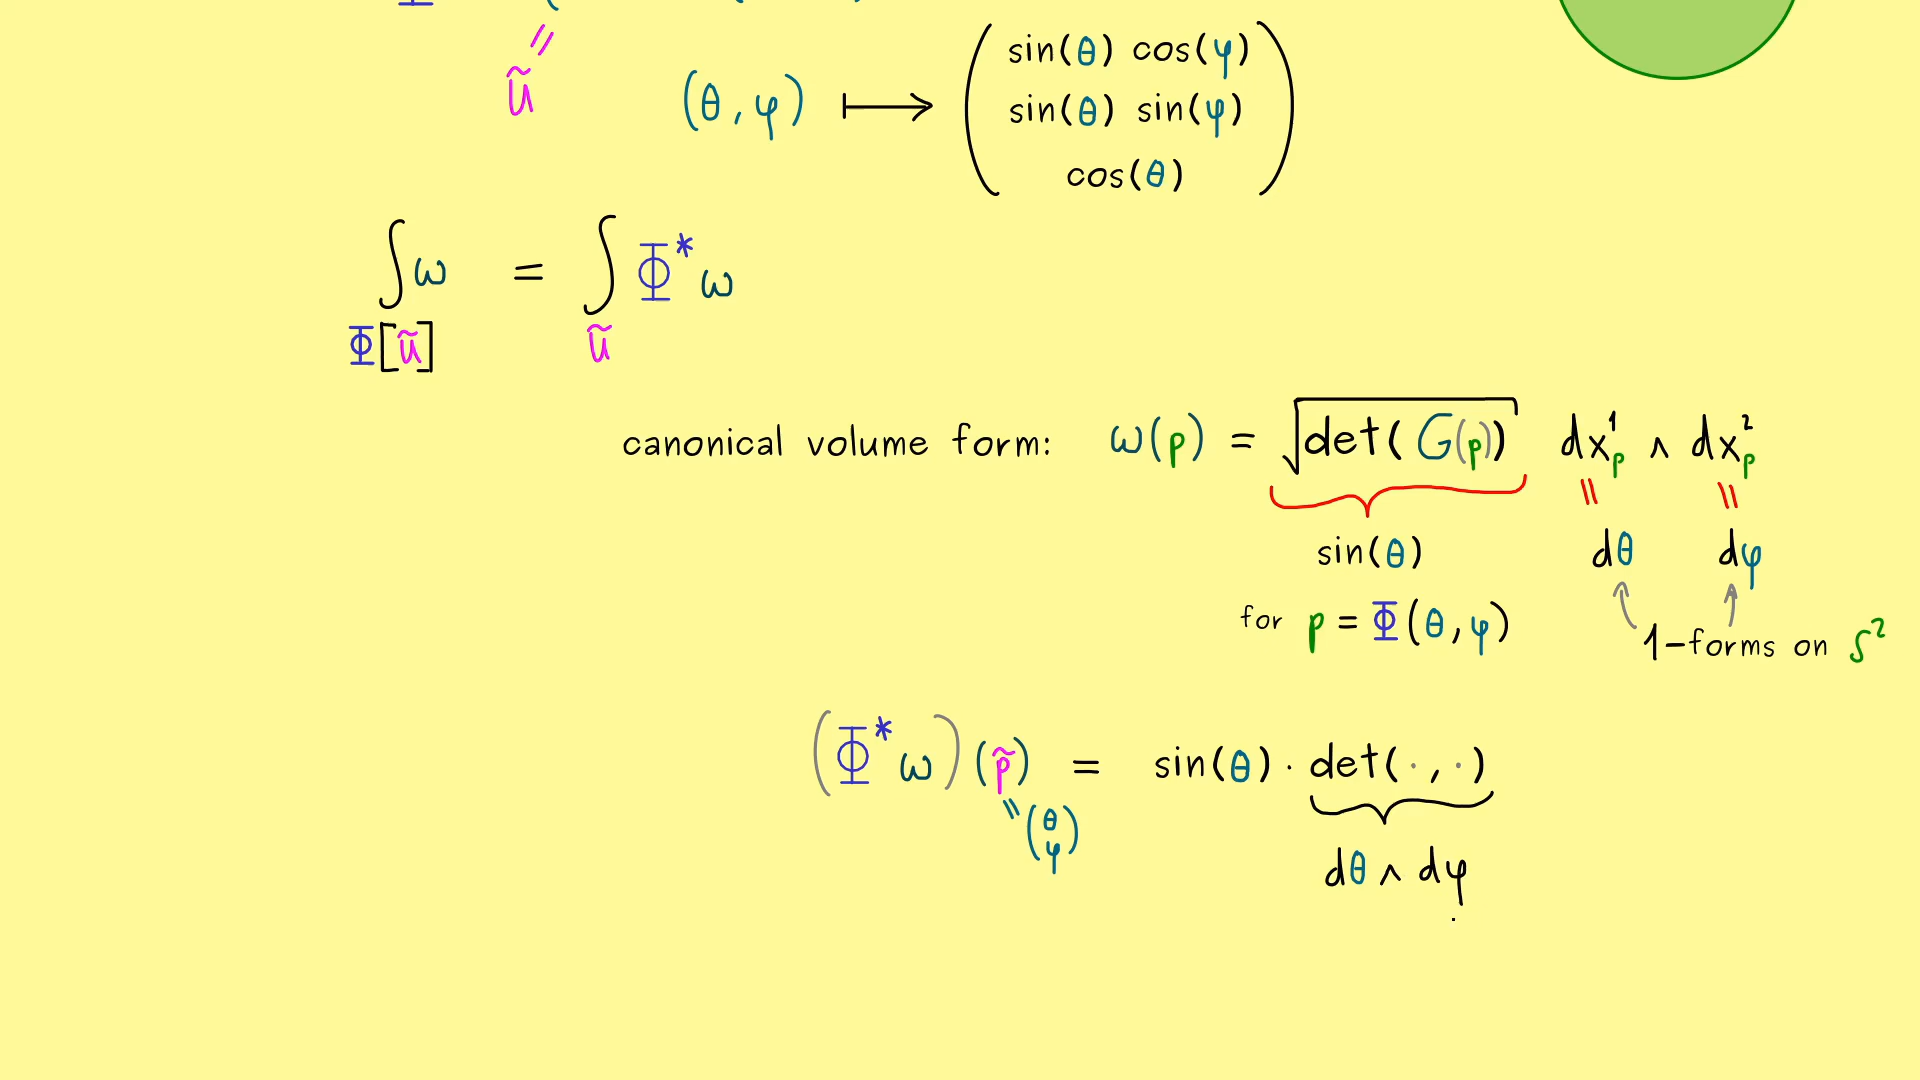 Ũ
(θ, φ) ⟼ ( sin(θ) cos(φ)
sin(θ) sin(φ)
cos(θ) )
∫ω = ∫ Φ*ω
Φ[Ũ] Ũ
canonical volume form: ω(p) = √det( G(p)) dx¹ₚ ∧ dx²ₚ
sin(θ) dθ dφ
for p = Φ(θ, φ)
1-forms on S²
(Φ*ω)(p̃) = sin(θ) · det( · , · )
= (θ φ)
dθ ∧ dφ